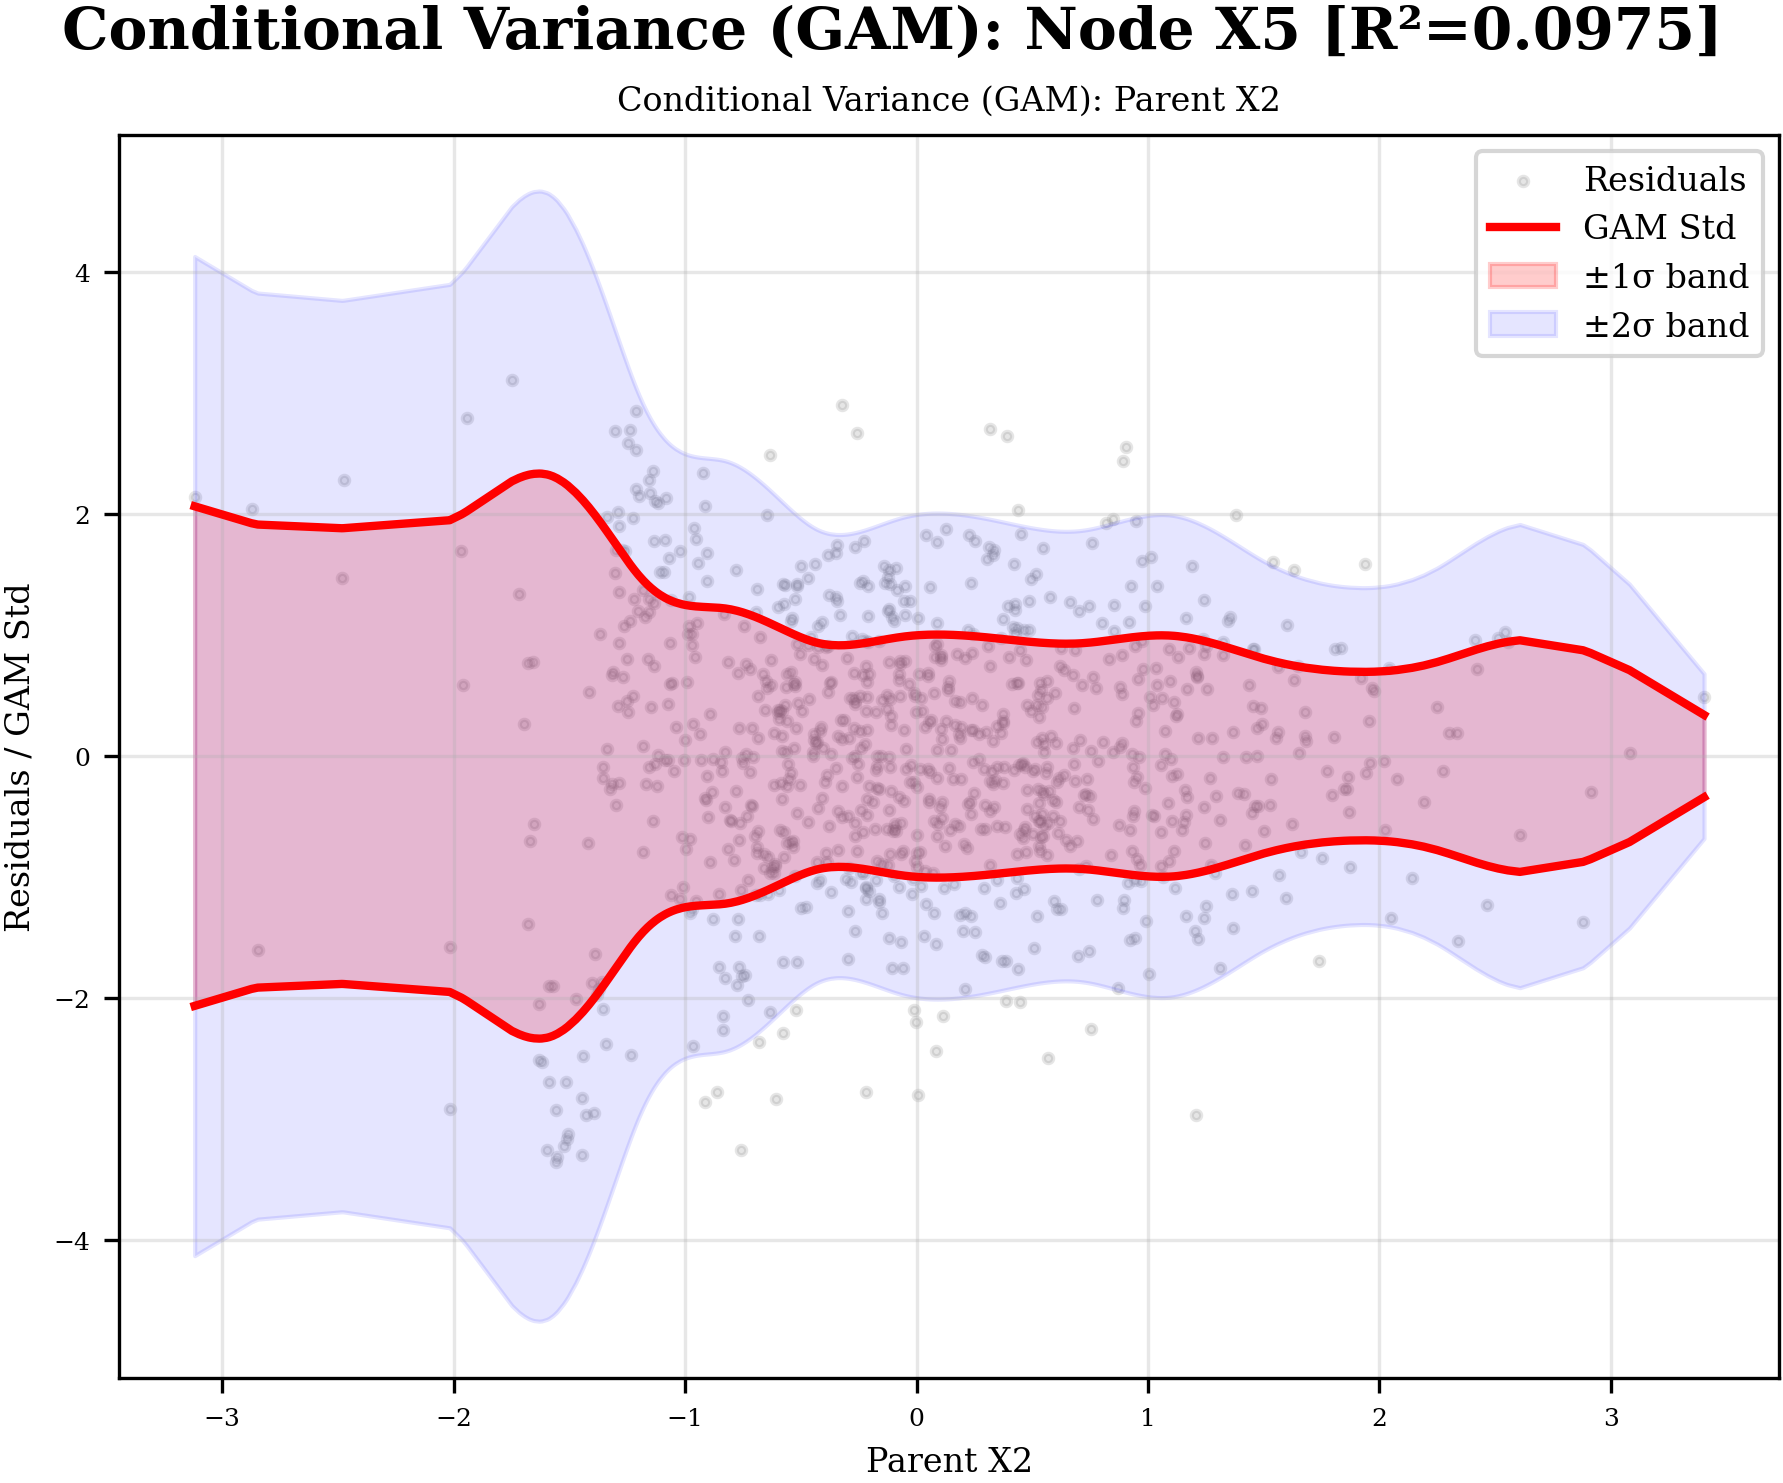 Conditional Variance (GAM): Node X5 [R²=0.0975]
Conditional Variance (GAM): Parent X2
Residuals
GAM Std
±1σ band
±2σ band
Residuals / GAM Std
4
2
0
−2
−4
−3
−2
−1
0
1
2
3
Parent X2